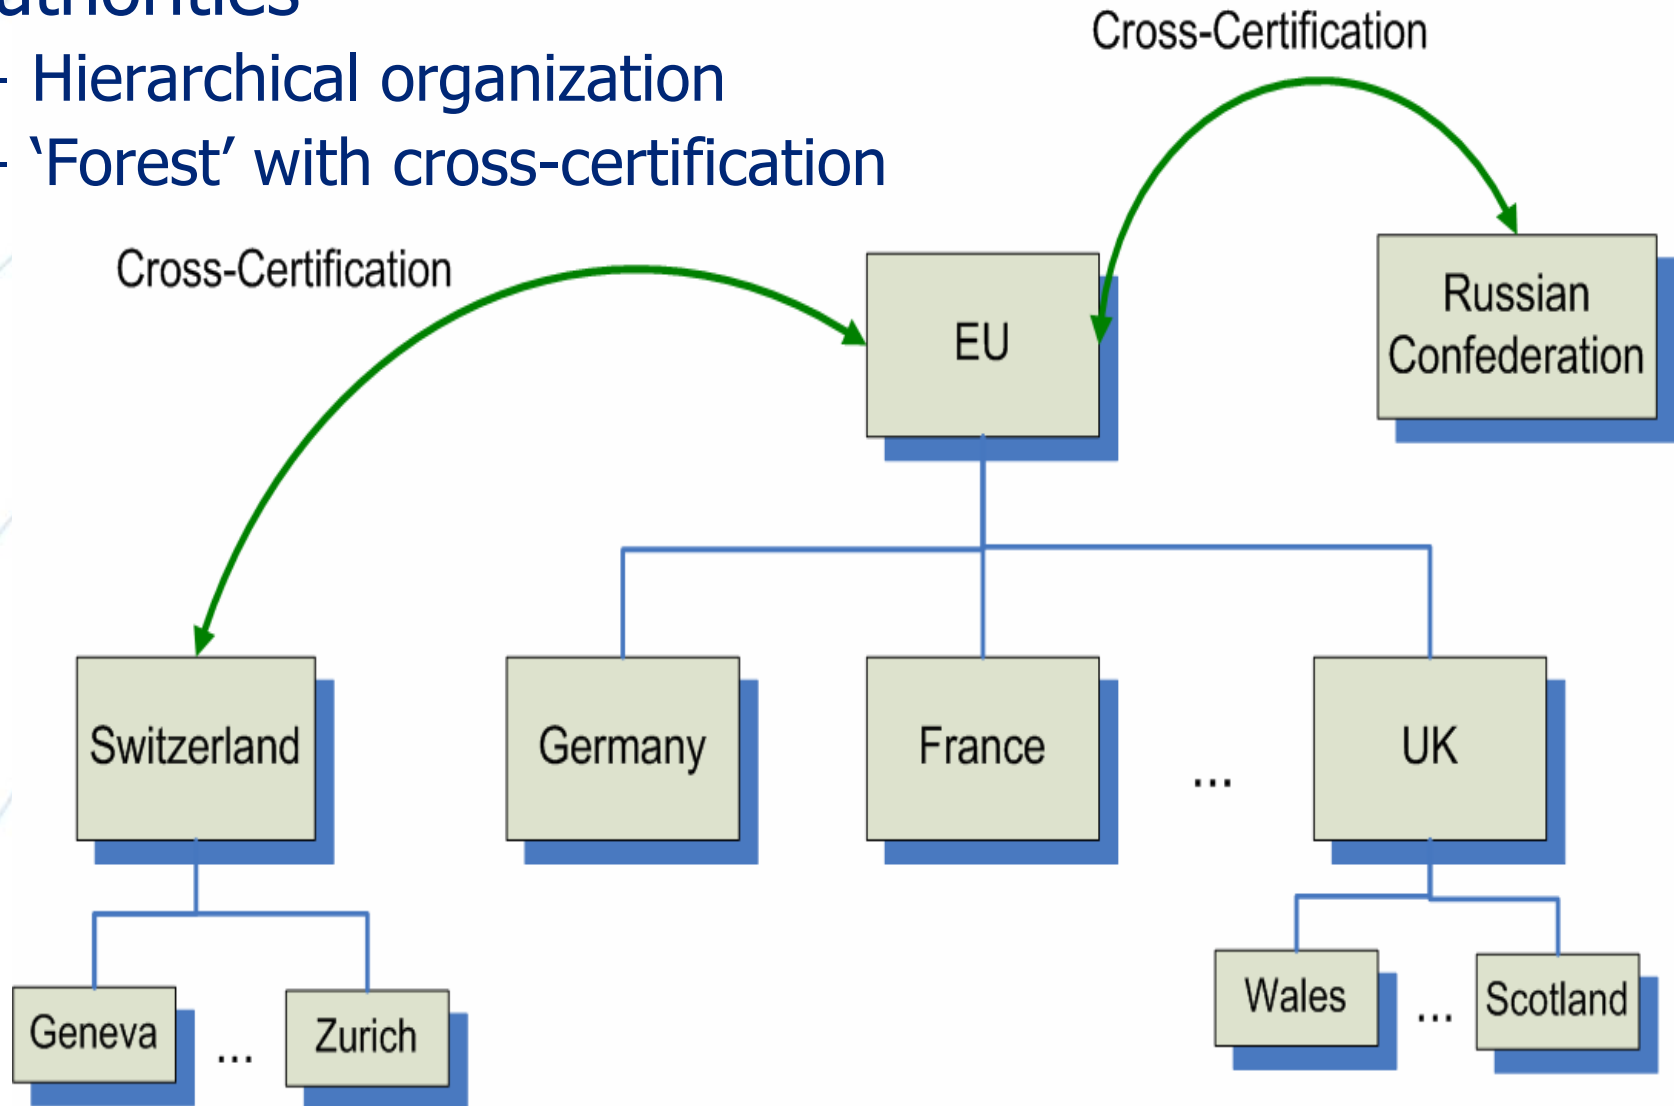 - Hierarchical organization
- ‘Forest’ with cross-certification
Cross-Certification
Cross-Certification
EU
Russian
Confederation
Switzerland
Germany
France
...
UK
Geneva
...
Zurich
Wales
...
Scotland